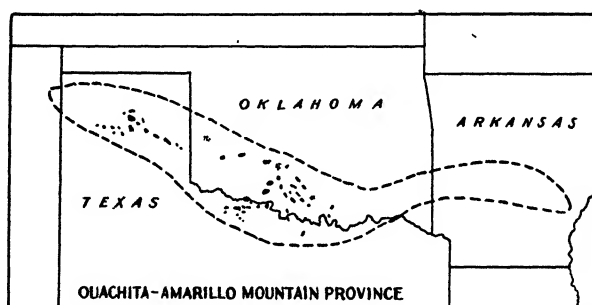 OKLAHOMA
ARKANSAS
TEXAS
OUACHITA-AMARILLO MOUNTAIN PROVINCE